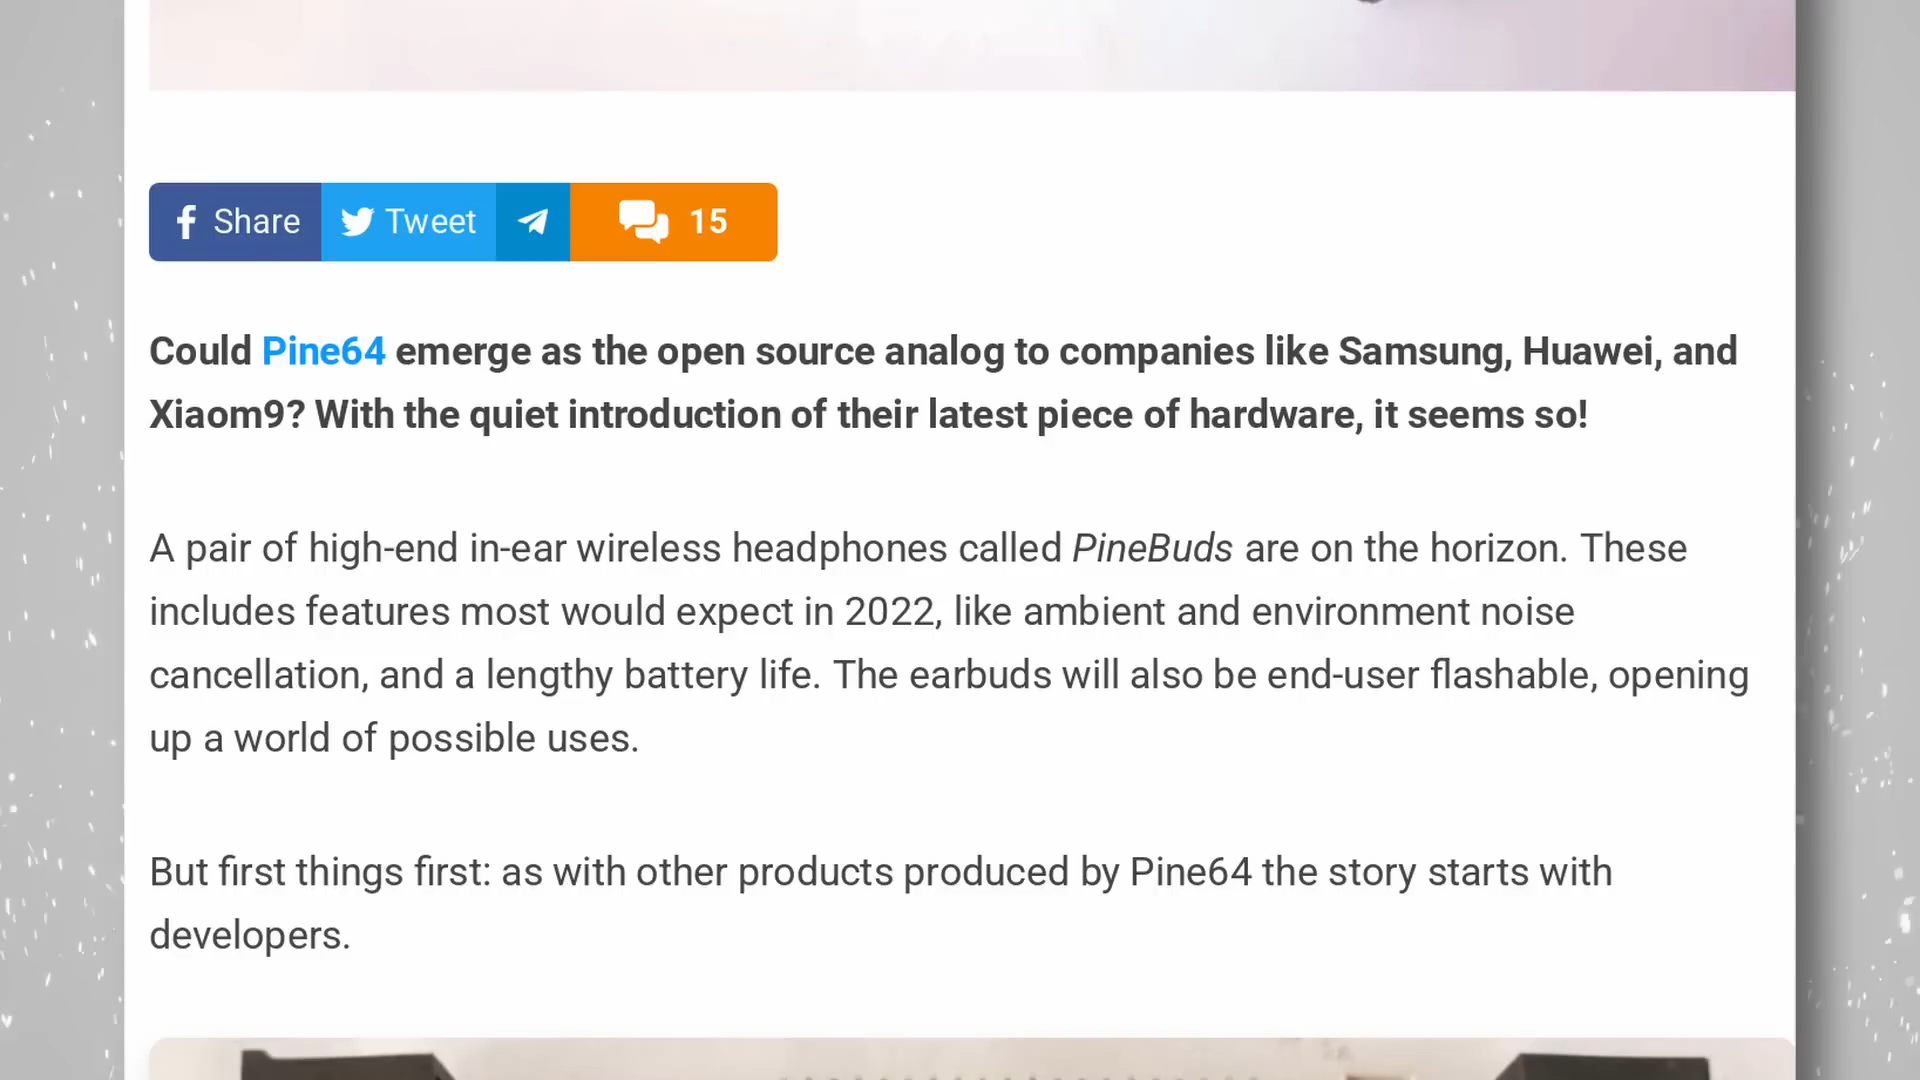 Share Tweet 15
Could Pine64 emerge as the open source analog to companies like Samsung, Huawei, and
Xiaom9? With the quiet introduction of their latest piece of hardware, it seems so!
A pair of high-end in-ear wireless headphones called PineBuds are on the horizon. These
includes features most would expect in 2022, like ambient and environment noise
cancellation, and a lengthy battery life. The earbuds will also be end-user flashable, opening
up a world of possible uses.
But first things first: as with other products produced by Pine64 the story starts with
developers.